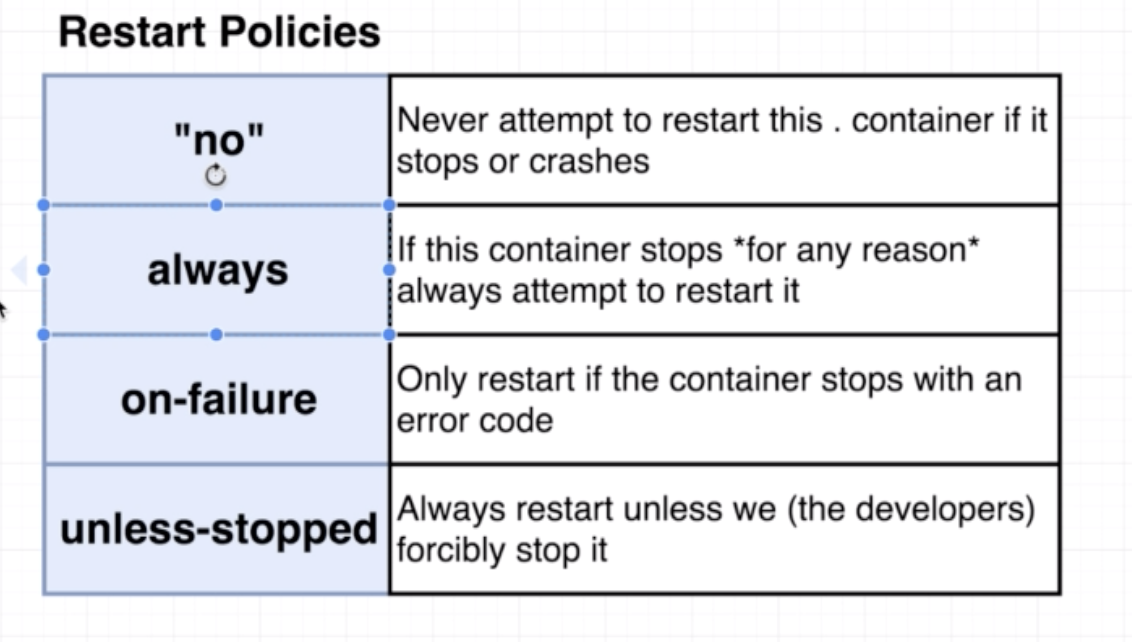 Restart Policies
"no"
Never attempt to restart this . container if it
stops or crashes
always
If this container stops *for any reason*
always attempt to restart it
on-failure
Only restart if the container stops with an
error code
unless-stopped
Always restart unless we (the developers)
forcibly stop it